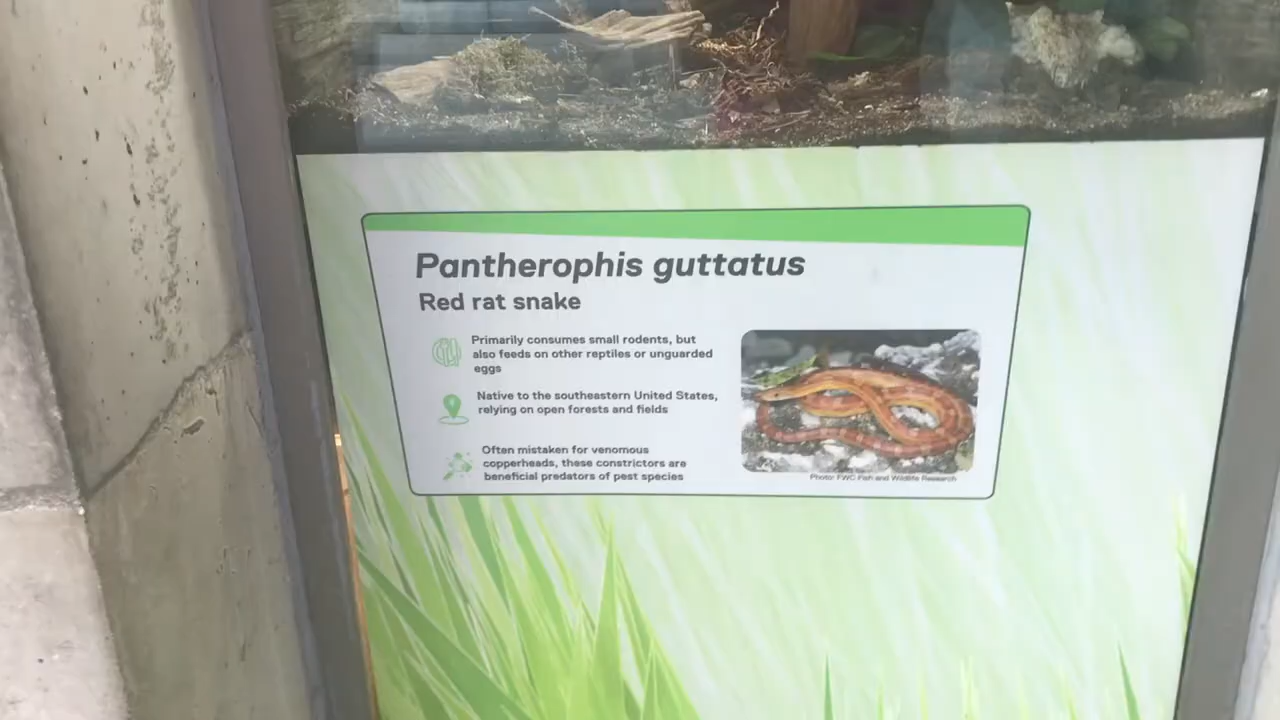 Pantherophis guttatus
Red rat snake
Primarily consumes small rodents, but
also feeds on other reptiles or unguarded
eggs
Native to the southeastern United States,
relying on open forests and fields
Often mistaken for venomous
copperheads, these constrictors are
beneficial predators of pest species
Photo: FWC Fish and Wildlife Research